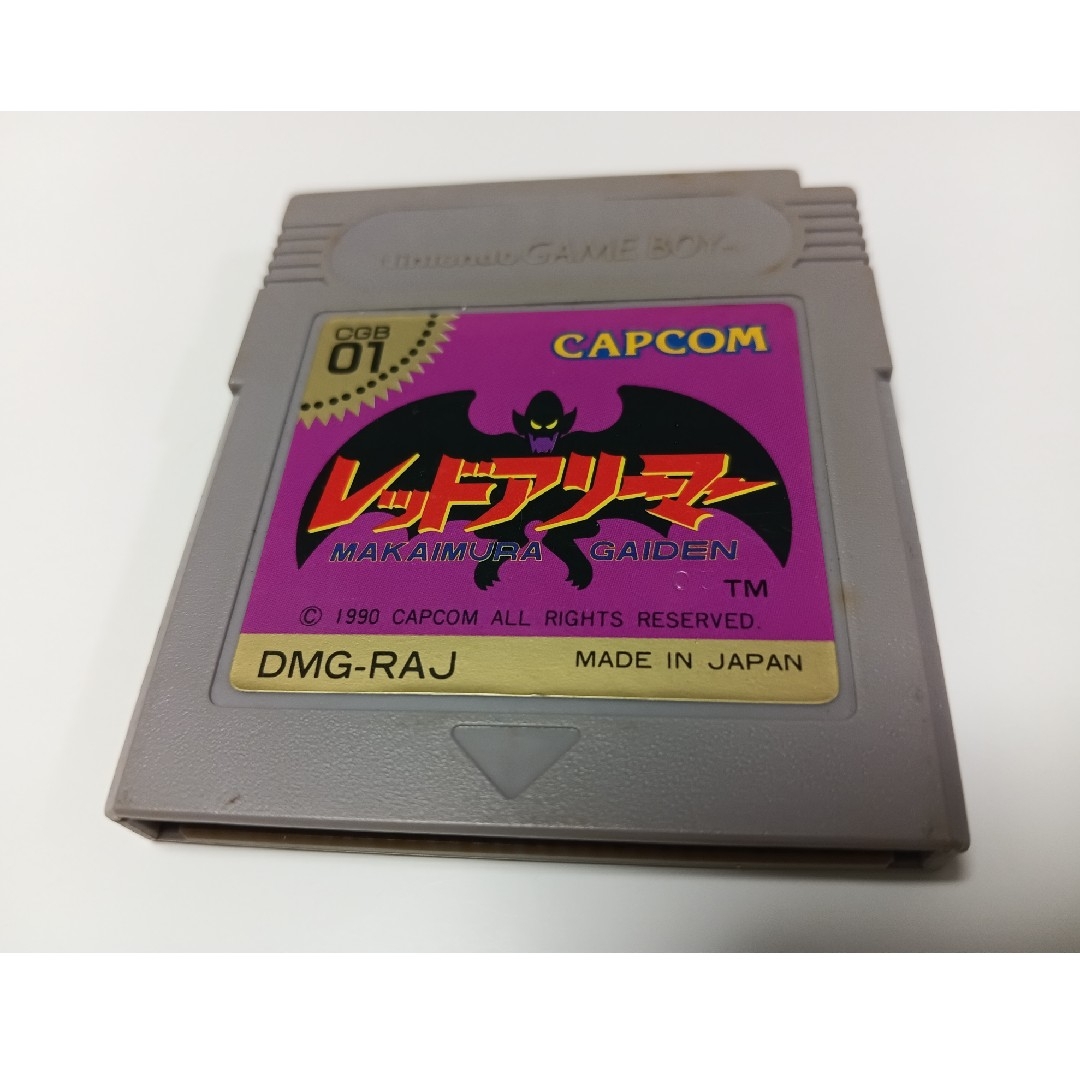 Nintendo GAME BOY™
CGB
01
CAPCOM
レッドアリーマー
MAKAIMURA GAIDEN
TM
© 1990 CAPCOM ALL RIGHTS RESERVED.
DMG-RAJ
MADE IN JAPAN